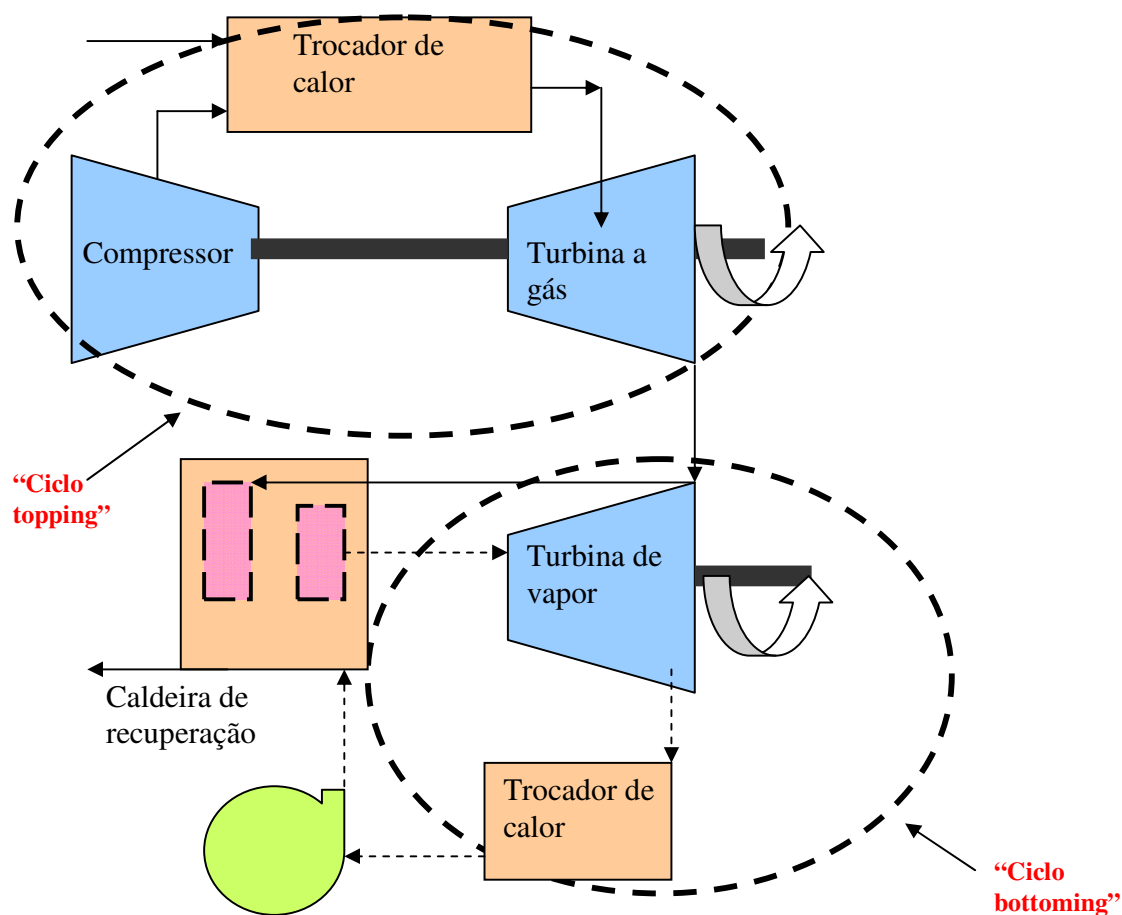 Trocador de
calor
Compressor
Turbina a
gás
“Ciclo
topping”
Turbina de
vapor
Caldeira de
recuperação
Trocador de
calor
“Ciclo
bottoming”